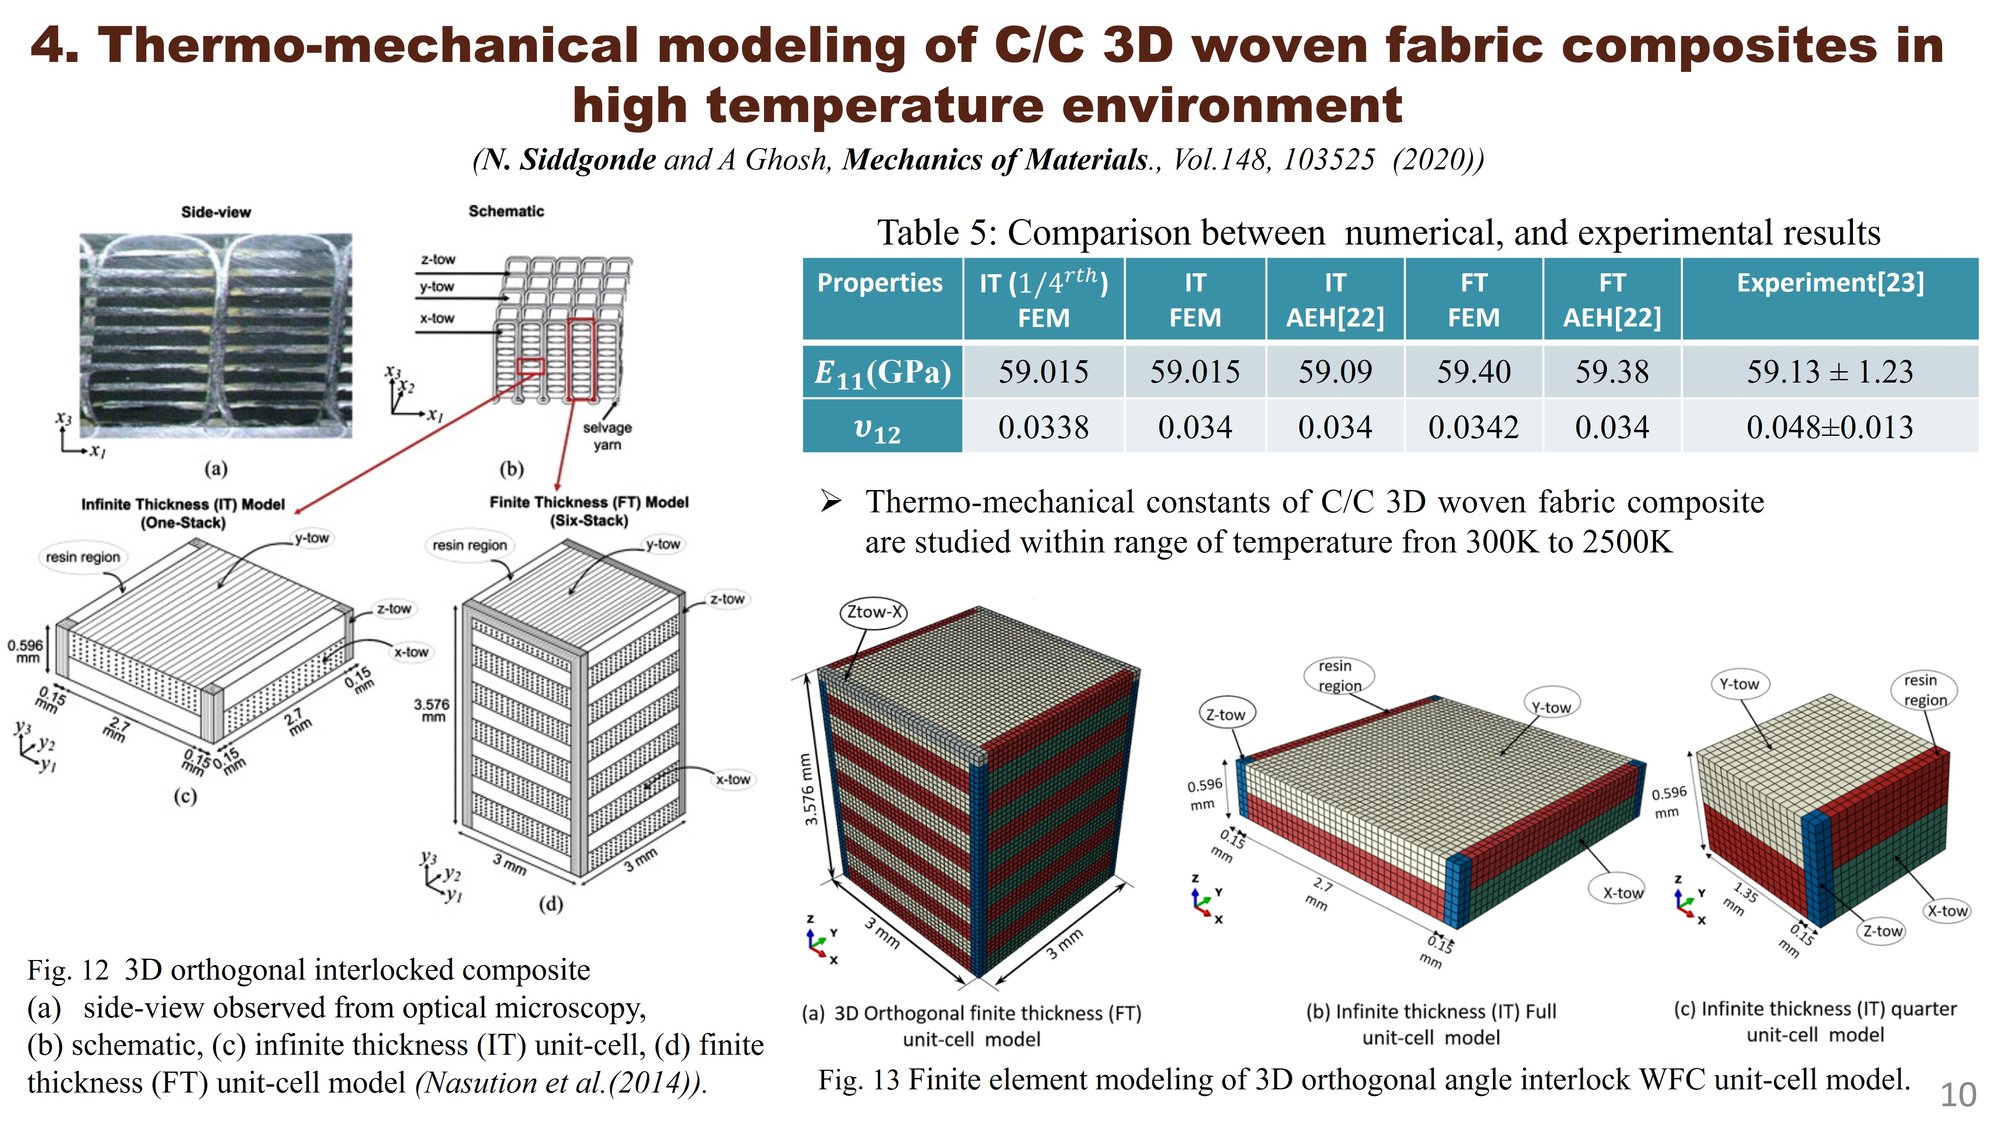 4. Thermo-mechanical modeling of C/C 3D woven fabric composites in
high temperature environment
(N. Siddgonde and A Ghosh, Mechanics of Materials., Vol.148, 103525 (2020))
Side-view
x3
x1
(a)
Schematic
z-tow
y-tow
x-tow
x3
x2
x1
selvage
yarn
(b)
Infinite Thickness (IT) Model
(One-Stack)
resin region
y-tow
z-tow
x-tow
0.596
mm
0.15
mm
2.7
mm
0.15
mm
0.15
mm
2.7
mm
0.15
mm
y3
y2
y1
(c)
Finite Thickness (FT) Model
(Six-Stack)
resin region
y-tow
z-tow
x-tow
3.576
mm
3 mm
3 mm
y3
y2
y1
(d)
Fig. 12 3D orthogonal interlocked composite
(a) side-view observed from optical microscopy,
(b) schematic, (c) infinite thickness (IT) unit-cell, (d) finite
thickness (FT) unit-cell model (Nasution et al.(2014)).
Table 5: Comparison between numerical, and experimental results
Properties IT (1/4rth) FEM IT FEM IT AEH[22] FT FEM FT AEH[22] Experiment[23]
E11(GPa) 59.015 59.015 59.09 59.40 59.38 59.13 ± 1.23
υ12 0.0338 0.034 0.034 0.0342 0.034 0.048±0.013
➢ Thermo-mechanical constants of C/C 3D woven fabric composite
are studied within range of temperature fron 300K to 2500K
Ztow-X
3.576 mm
3 mm
3 mm
Z
Y
X
(a) 3D Orthogonal finite thickness (FT)
unit-cell model
resin
region
Z-tow
Y-tow
X-tow
0.596
mm
0.15
mm
2.7
mm
0.15
mm
Z
Y
X
(b) Infinite thickness (IT) Full
unit-cell model
Y-tow
resin
region
0.596
mm
1.35
mm
0.15
mm
Z-tow
X-tow
Z
Y
X
(c) Infinite thickness (IT) quarter
unit-cell model
Fig. 13 Finite element modeling of 3D orthogonal angle interlock WFC unit-cell model.
10